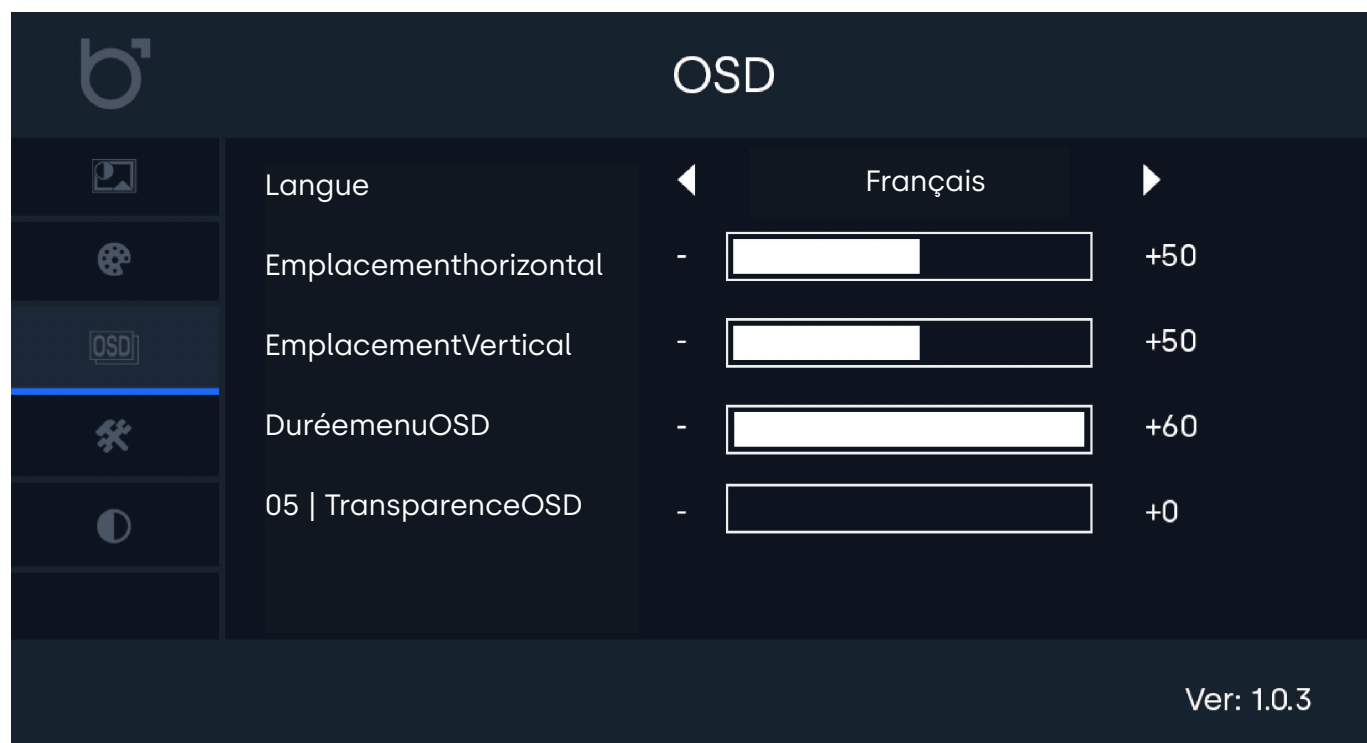 OSD
Langue Français
Emplacementhorizontal - +50
EmplacementVertical - +50
OSD
DuréemenuOSD - +60
05 | TransparenceOSD - +0
Ver: 1.0.3